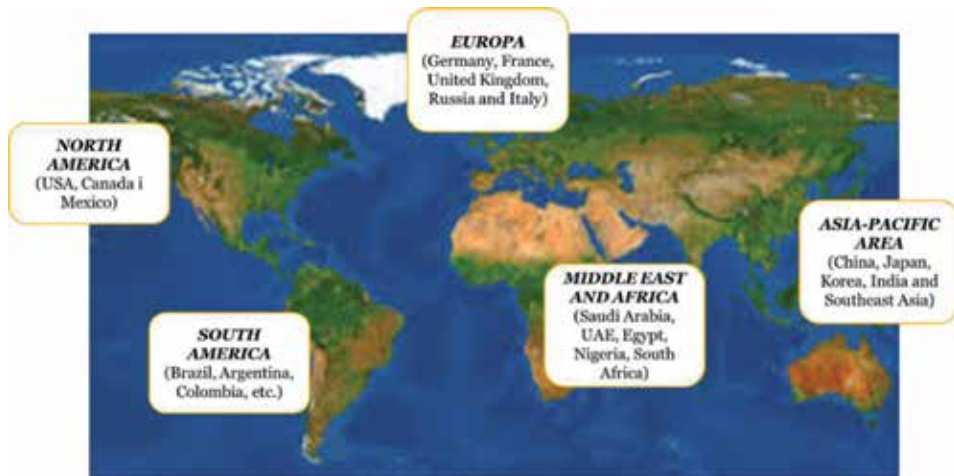 EUROPA
(Germany, France,
United Kingdom,
Russia and Italy)
NORTH
AMERICA
(USA, Canada i
Mexico)
ASIA-PACIFIC
AREA
(China, Japan,
Korea, India and
Southeast Asia)
MIDDLE EAST
AND AFRICA
(Saudi Arabia,
UAE, Egypt,
Nigeria, South
Africa)
SOUTH
AMERICA
(Brazil, Argentina,
Colombia, etc.)